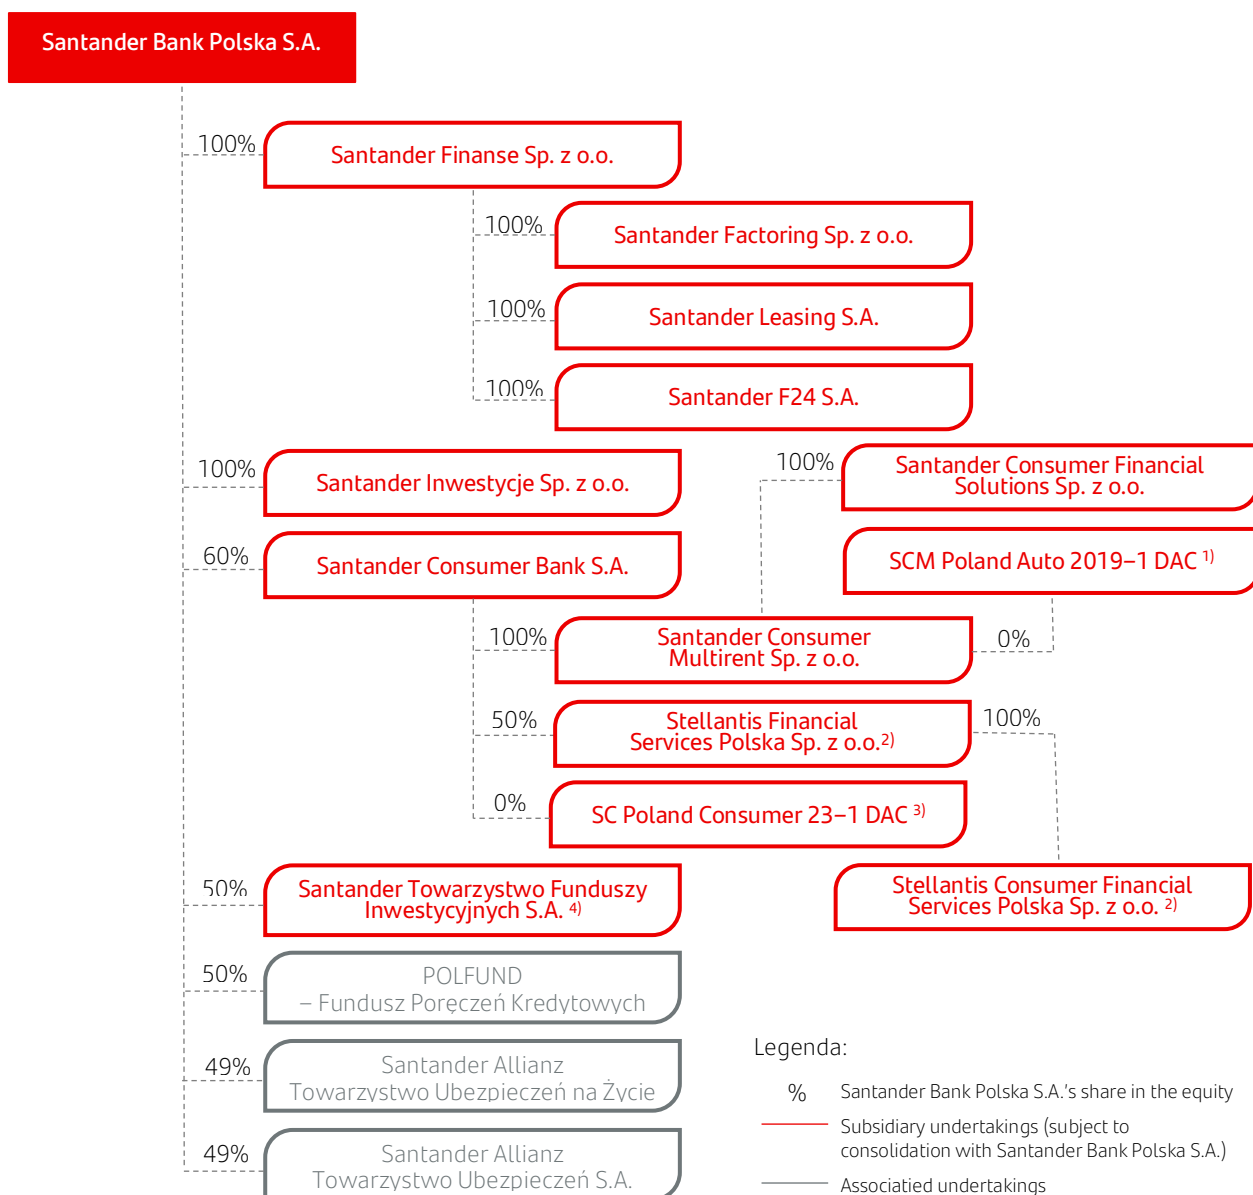 Santander Bank Polska S.A.
100%
Santander Finanse Sp. z o.o.
100%
Santander Factoring Sp. z o.o.
100%
Santander Leasing S.A.
100%
Santander F24 S.A.
100%
Santander Inwestycje Sp. z o.o.
100%
Santander Consumer Financial
Solutions Sp. z o.o.
60%
Santander Consumer Bank S.A.
SCM Poland Auto 2019–1 DAC 1)
100%
Santander Consumer
Multirent Sp. z o.o.
0%
50%
Stellantis Financial
Services Polska Sp. z o.o.2)
100%
0%
SC Poland Consumer 23–1 DAC 3)
50%
Santander Towarzystwo Funduszy
Inwestycyjnych S.A. 4)
Stellantis Consumer Financial
Services Polska Sp. z o.o. 2)
50%
POLFUND
– Fundusz Poręczeń Kredytowych
49%
Santander Allianz
Towarzystwo Ubezpieczeń na Życie
49%
Santander Allianz
Towarzystwo Ubezpieczeń S.A.
Legenda:
% Santander Bank Polska S.A.'s share in the equity
Subsidiary undertakings (subject to
consolidation with Santander Bank Polska S.A.)
Associatied undertakings